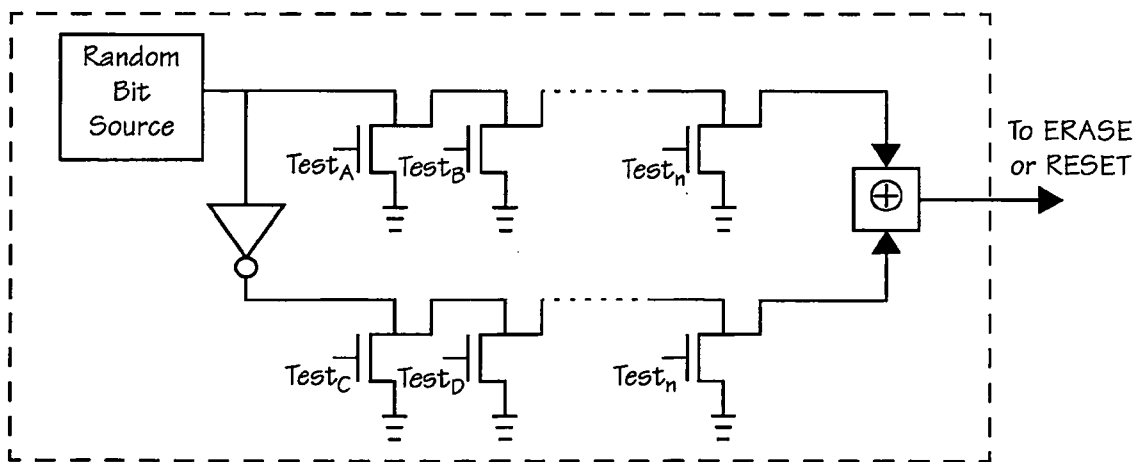 Random
Bit
Source
Test_A
Test_B
Test_n
To ERASE
or RESET
Test_C
Test_D
Test_n